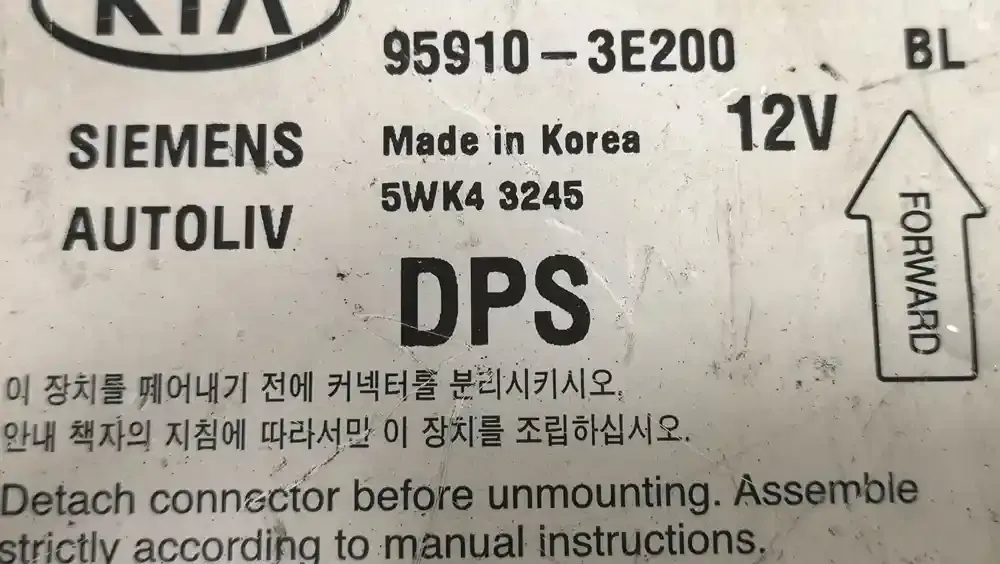 KIA
95910-3E200 BL
SIEMENS
AUTOLIV
Made in Korea
5WK4 3245
12V
FORWARD
DPS
이 장치를 떼어내기 전에 커넥터를 분리시키시오.
안내 책자의 지침에 따라서만 이 장치를 조립하십시오.
Detach connector before unmounting. Assemble
strictly according to manual instructions.